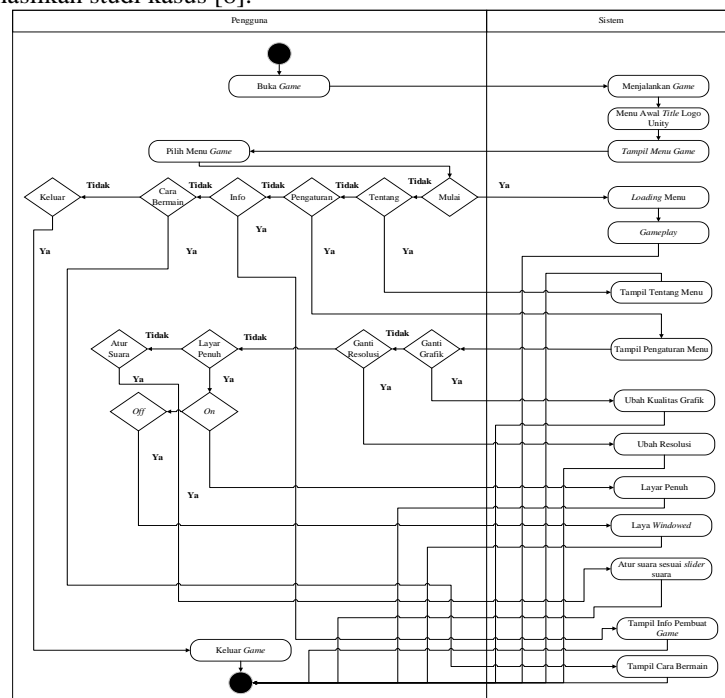 Pengguna
Sistem
Buka Game
Menjalankan Game
Menu Awal Title Logo
Unity
Pilih Menu Game
Tampil Menu Game
Keluar
Tidak
Cara
Bermain
Tidak
Info
Tidak
Pengaturan
Tidak
Tentang
Tidak
Mulai
Ya
Loading Menu
Ya
Ya
Ya
Ya
Ya
Gameplay
Tampil Tentang Menu
Atur
Suara
Tidak
Layar
Penuh
Tidak
Ganti
Resolusi
Tidak
Ganti
Grafik
Tampil Pengaturan Menu
Ya
Ya
Ya
Ya
Off
On
Ubah Kualitas Grafik
Ya
Ubah Resolusi
Ya
Layar Penuh
Laya Windowed
Atur suara sesuai slider
suara
Tampil Info Pembuat
Game
Keluar Game
Tampil Cara Bermain